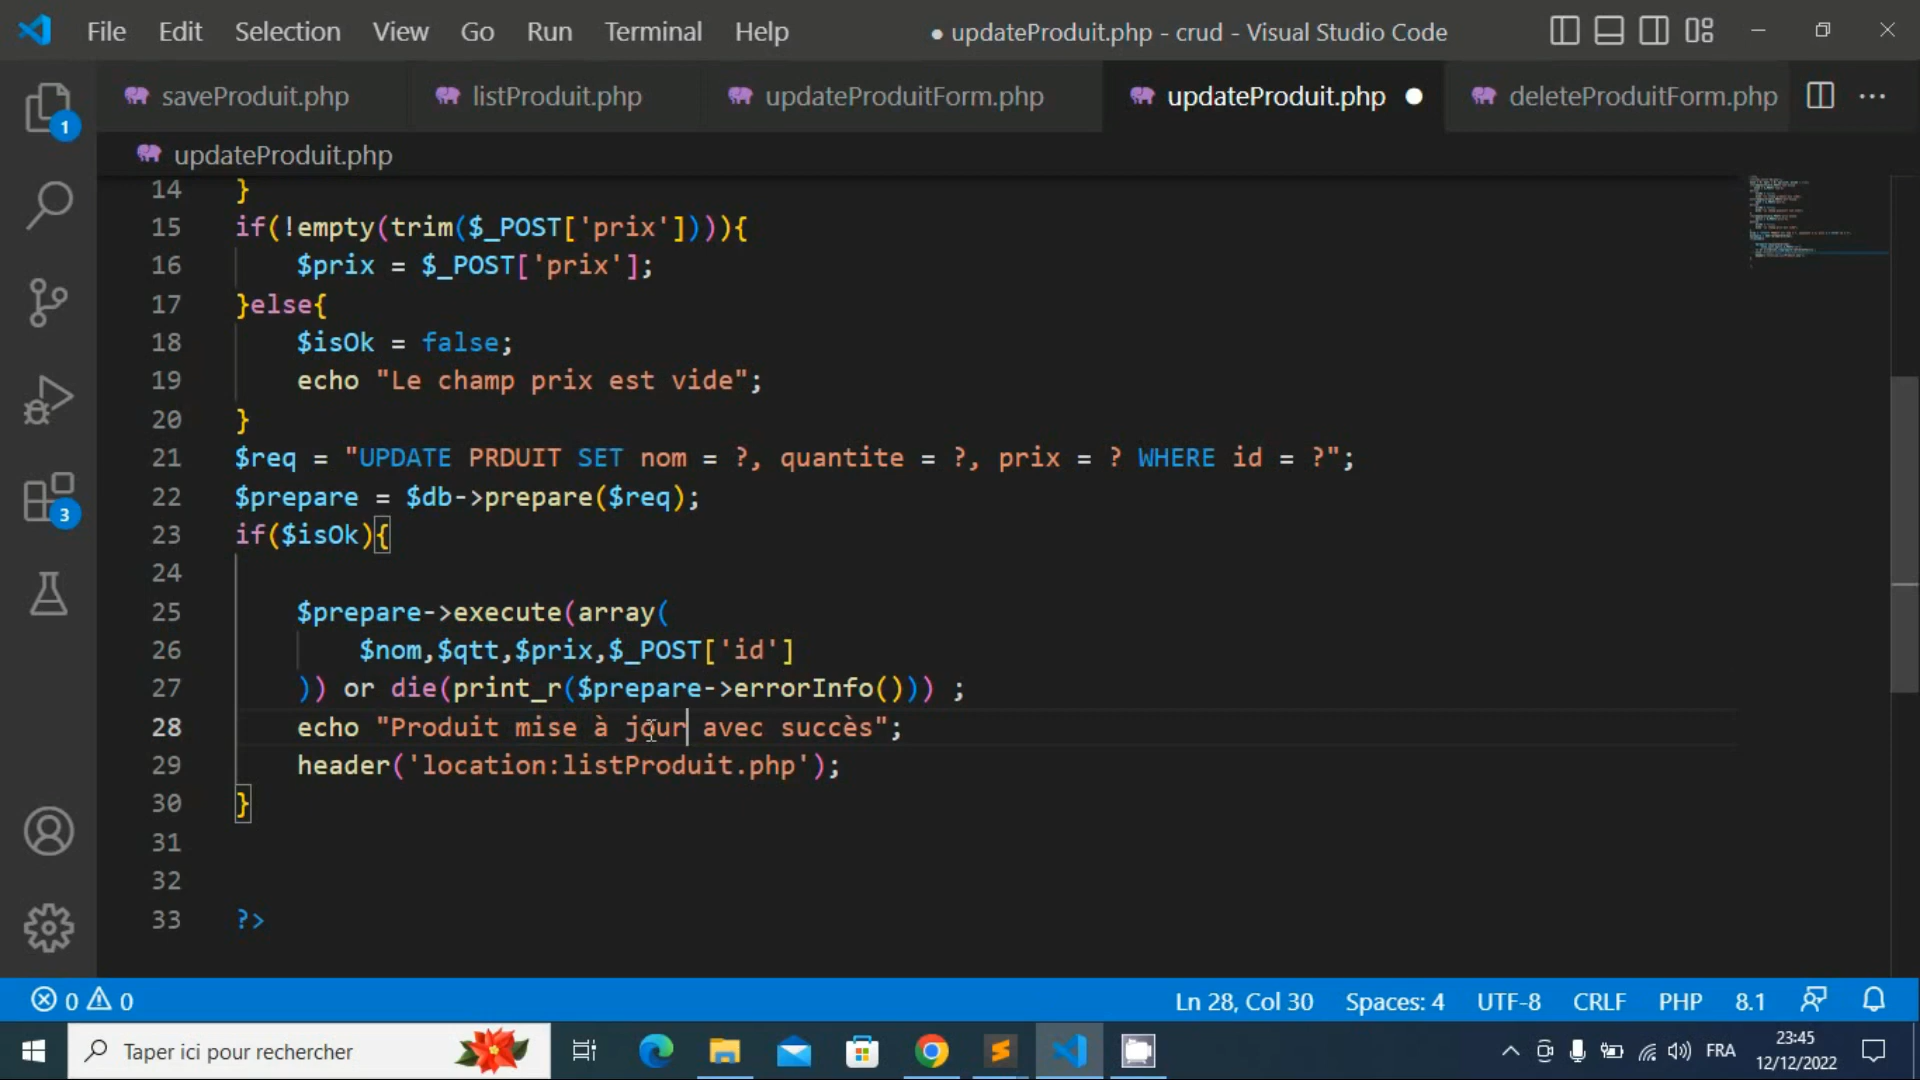 File Edit Selection View Go Run Terminal Help ● updateProduit.php - crud - Visual Studio Code
saveProduit.php listProduit.php updateProduitForm.php updateProduit.php deleteProduitForm.php
updateProduit.php
14 }
15 if(!empty(trim($_POST['prix']))){
16 $prix = $_POST['prix'];
17 }else{
18 $isOk = false;
19 echo "Le champ prix est vide";
20 }
21 $req = "UPDATE PRDUIT SET nom = ?, quantite = ?, prix = ? WHERE id = ?";
22 $prepare = $db->prepare($req);
23 if($isOk){
24
25 $prepare->execute(array(
26 $nom,$qtt,$prix,$_POST['id']
27 )) or die(print_r($prepare->errorInfo())) ;
28 echo "Produit mise à jour avec succès";
29 header('location:listProduit.php');
30 }
31
32
33 ?>
1
3
0 0 Ln 28, Col 30 Spaces: 4 UTF-8 CRLF PHP 8.1
Taper ici pour rechercher FRA 23:45
12/12/2022